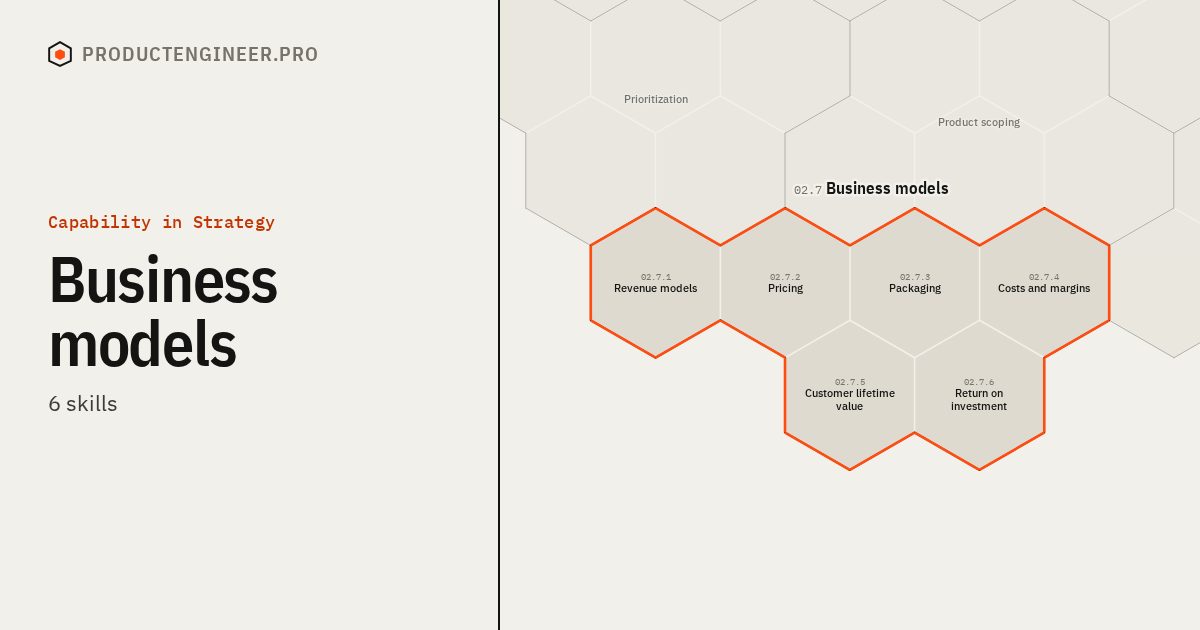 PRODUCTENGINEER.PRO
Capability in Strategy
Business
models
6 skills
Prioritization
Product scoping
02.7 Business models
02.7.1
Revenue models
02.7.2
Pricing
02.7.3
Packaging
02.7.4
Costs and margins
02.7.5
Customer lifetime
value
02.7.6
Return on
investment